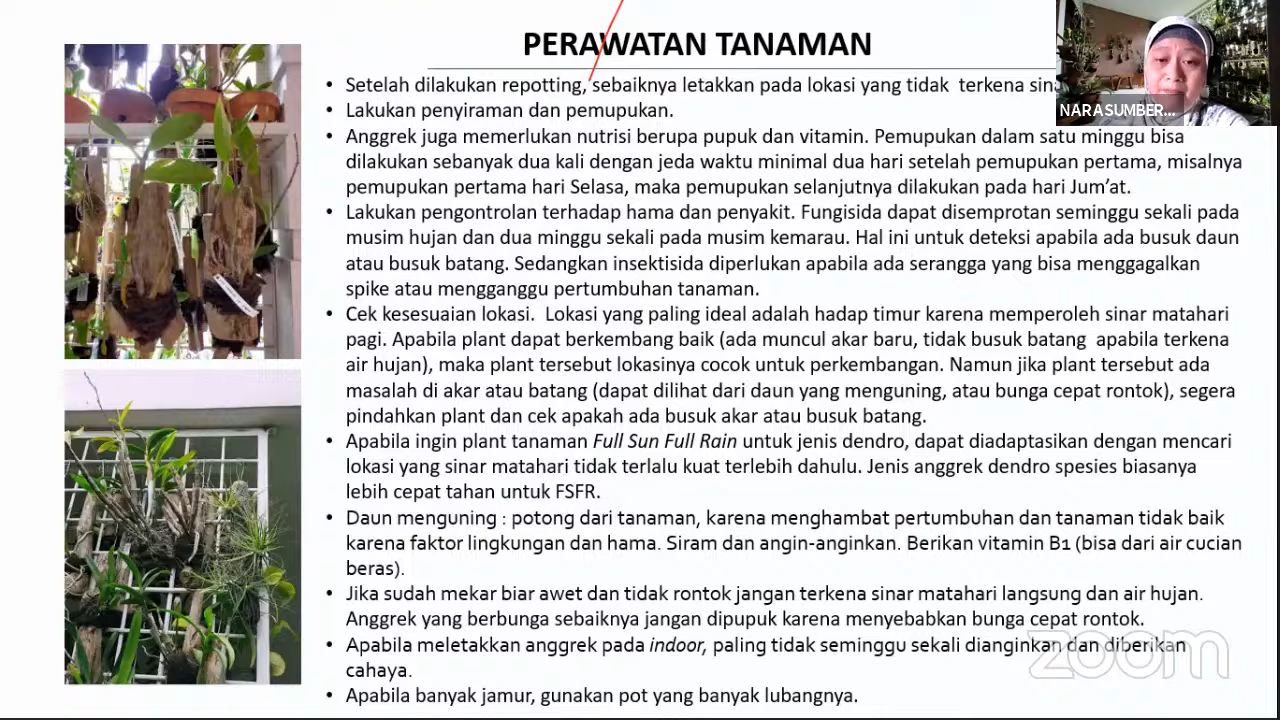 PERAWATAN TANAMAN
• Setelah dilakukan repotting, sebaiknya letakkan pada lokasi yang tidak  terkena
NARASUMBER...
• Lakukan penyiraman dan pemupukan.
• Anggrek juga memerlukan nutrisi berupa pupuk dan vitamin. Pemupukan dalam satu minggu bisa
dilakukan sebanyak dua kali dengan jeda waktu minimal dua hari setelah pemupukan pertama, misalnya
pemupukan pertama hari Selasa, maka pemupukan selanjutnya dilakukan pada hari Jum’at.
• Lakukan pengontrolan terhadap hama dan penyakit. Fungisida dapat disemprotan seminggu sekali pada
musim hujan dan dua minggu sekali pada musim kemarau. Hal ini untuk deteksi apabila ada busuk daun
atau busuk batang. Sedangkan insektisida diperlukan apabila ada serangga yang bisa menggagalkan
spike atau mengganggu pertumbuhan tanaman.
• Cek kesesuaian lokasi.  Lokasi yang paling ideal adalah hadap timur karena memperoleh sinar matahari
pagi. Apabila plant dapat berkembang baik (ada muncul akar baru, tidak busuk batang  apabila terkena
air hujan), maka plant tersebut lokasinya cocok untuk perkembangan. Namun jika plant tersebut ada
masalah di akar atau batang (dapat dilihat dari daun yang menguning, atau bunga cepat rontok), segera
pindahkan plant dan cek apakah ada busuk akar atau busuk batang.
• Apabila ingin plant tanaman Full Sun Full Rain untuk jenis dendro, dapat diadaptasikan dengan mencari
lokasi yang sinar matahari tidak terlalu kuat terlebih dahulu. Jenis anggrek dendro spesies biasanya
lebih cepat tahan untuk FSFR.
• Daun menguning : potong dari tanaman, karena menghambat pertumbuhan dan tanaman tidak baik
karena faktor lingkungan dan hama. Siram dan angin-anginkan. Berikan vitamin B1 (bisa dari air cucian
beras).
• Jika sudah mekar biar awet dan tidak rontok jangan terkena sinar matahari langsung dan air hujan.
Anggrek yang berbunga sebaiknya jangan dipupuk karena menyebabkan bunga cepat rontok.
• Apabila meletakkan anggrek pada indoor, paling tidak seminggu sekali dianginkan dan diberikan
cahaya.
• Apabila banyak jamur, gunakan pot yang banyak lubangnya.
zoom